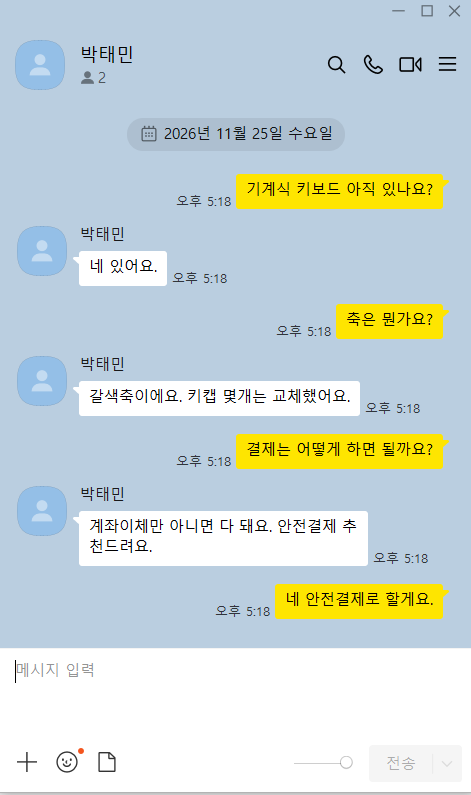 박태민
2
2026년 11월 25일 수요일
기계식 키보드 아직 있나요?
오후 5:18
박태민
네 있어요.
오후 5:18
축은 뭔가요?
오후 5:18
박태민
갈색축이에요. 키캡 몇개는 교체했어요.
오후 5:18
결제는 어떻게 하면 될까요?
오후 5:18
박태민
계좌이체만 아니면 다 돼요. 안전결제 추
천드려요.
오후 5:18
네 안전결제로 할게요.
오후 5:18
메시지 입력
전송